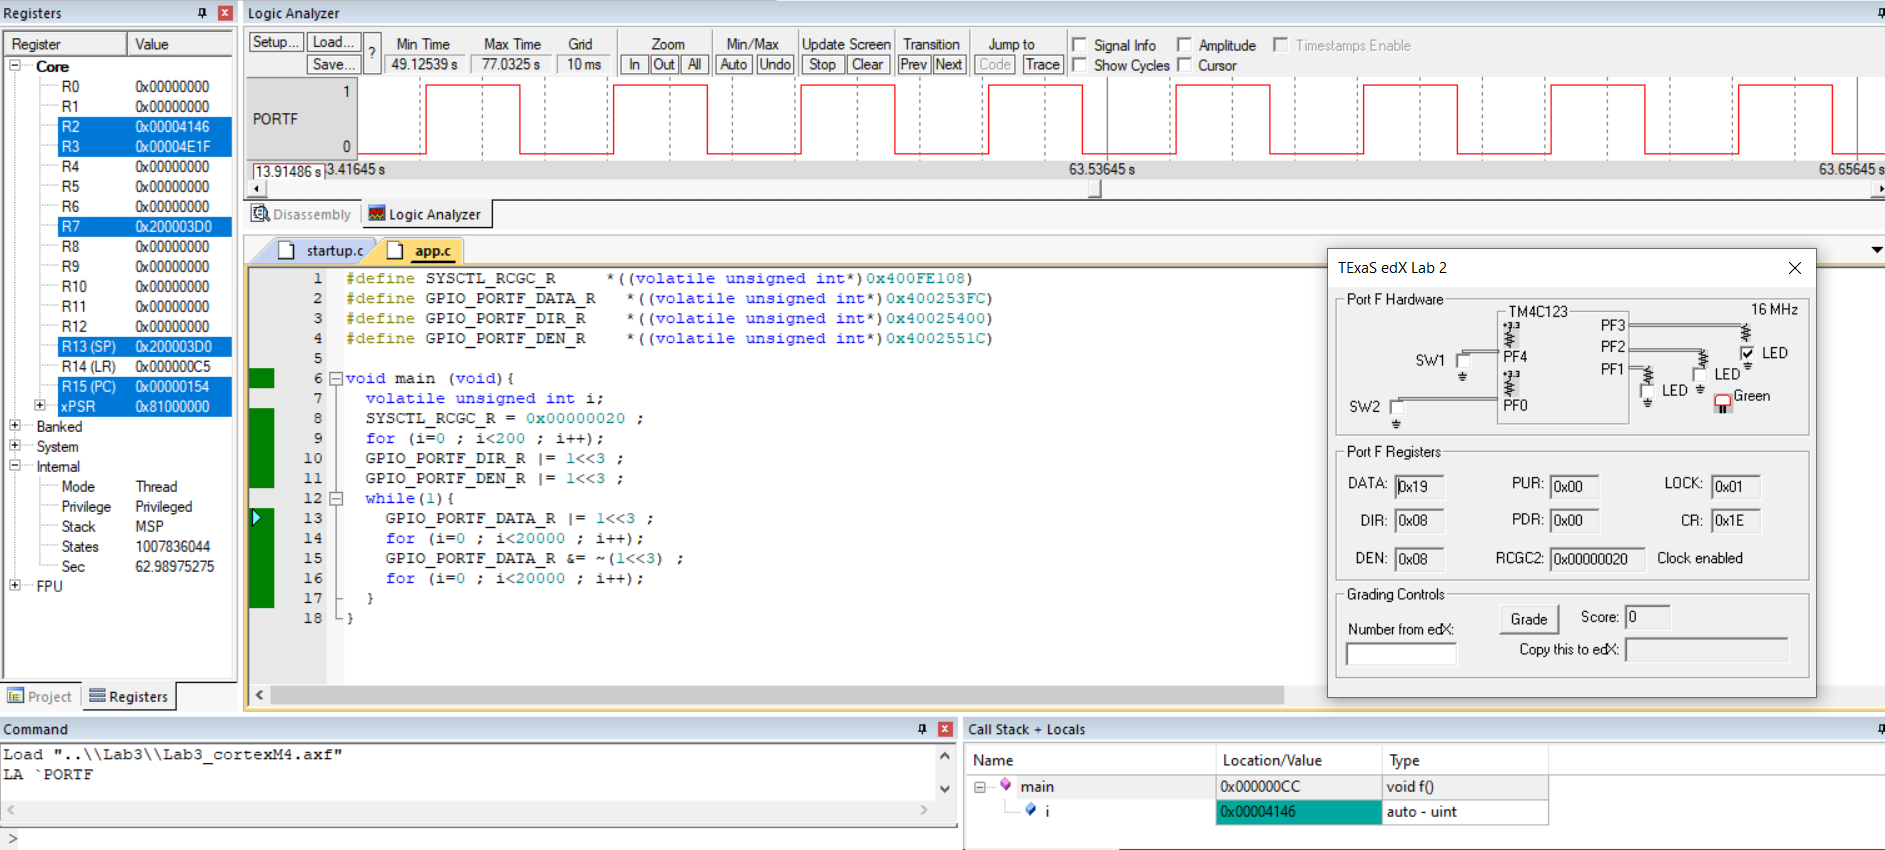 Registers
Register Value
Core
R0 0x00000000
R1 0x00000000
R2 0x00004146
R3 0x00004E1F
R4 0x00000000
R5 0x00000000
R6 0x00000000
R7 0x200003D0
R8 0x00000000
R9 0x00000000
R10 0x00000000
R11 0x00000000
R12 0x00000000
R13 (SP) 0x200003D0
R14 (LR) 0x000000C5
R15 (PC) 0x00000154
xPSR 0x81000000
Banked
System
Internal
Mode Thread
Privilege Privileged
Stack MSP
States 1007836044
Sec 62.98975275
FPU
Project Registers
Logic Analyzer
Setup... Load... ? Min Time Max Time Grid Zoom Min/Max Update Screen Transition Jump to Signal Info Amplitude Timestamps Enable
Save... 49.12539 s 77.0325 s 10 ms In Out All Auto Undo Stop Clear Prev Next Code Trace Show Cycles Cursor
1
PORTF
0
13.91486 s 3.41645 s 63.53645 s 63.65645 s
Disassembly Logic Analyzer
startup.c app.c
1 #define SYSCTL_RCGC_R *((volatile unsigned int*)0x400FE108)
2 #define GPIO_PORTF_DATA_R *((volatile unsigned int*)0x400253FC)
3 #define GPIO_PORTF_DIR_R *((volatile unsigned int*)0x40025400)
4 #define GPIO_PORTF_DEN_R *((volatile unsigned int*)0x4002551C)
5
6 void main (void){
7 volatile unsigned int i;
8 SYSCTL_RCGC_R = 0x00000020 ;
9 for (i=0 ; i<200 ; i++);
10 GPIO_PORTF_DIR_R |= 1<<3 ;
11 GPIO_PORTF_DEN_R |= 1<<3 ;
12 while(1){
13 GPIO_PORTF_DATA_R |= 1<<3 ;
14 for (i=0 ; i<20000 ; i++);
15 GPIO_PORTF_DATA_R &= ~(1<<3) ;
16 for (i=0 ; i<20000 ; i++);
17 }
18 }
TExaS edX Lab 2
Port F Hardware
TM4C123 16 MHz
+3.3 PF3
PF4 PF2
SW1 LED
+3.3 PF1 LED
LED
SW2 PF0 Green
Port F Registers
DATA: 0x19 PUR: 0x00 LOCK: 0x01
DIR: 0x08 PDR: 0x00 CR: 0x1E
DEN: 0x08 RCGC2: 0x00000020 Clock enabled
Grading Controls
Number from edX: Grade Score: 0
Copy this to edX:
Command
Load "..\\Lab3\\Lab3_cortexM4.axf"
LA `PORTF
>
Call Stack + Locals
Name Location/Value Type
main 0x000000CC void f()
i 0x00004146 auto - uint